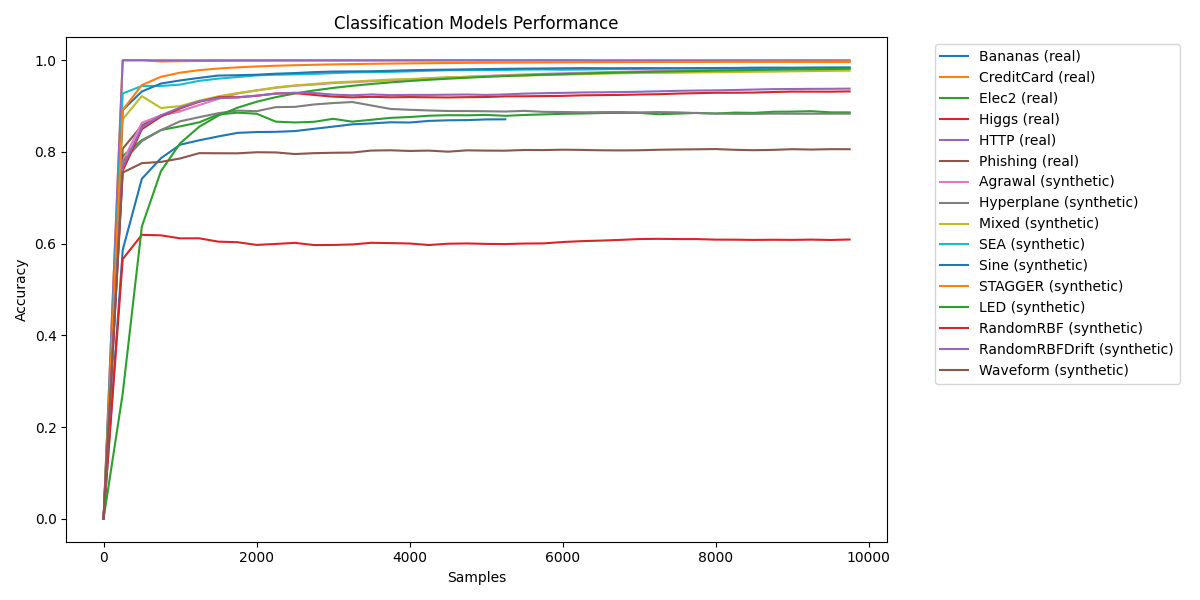 Classification Models Performance
1.0
0.8
0.6
0.4
0.2
0.0
Accuracy
0
2000
4000
6000
8000
10000
Samples
Bananas (real)
CreditCard (real)
Elec2 (real)
Higgs (real)
HTTP (real)
Phishing (real)
Agrawal (synthetic)
Hyperplane (synthetic)
Mixed (synthetic)
SEA (synthetic)
Sine (synthetic)
STAGGER (synthetic)
LED (synthetic)
RandomRBF (synthetic)
RandomRBFDrift (synthetic)
Waveform (synthetic)